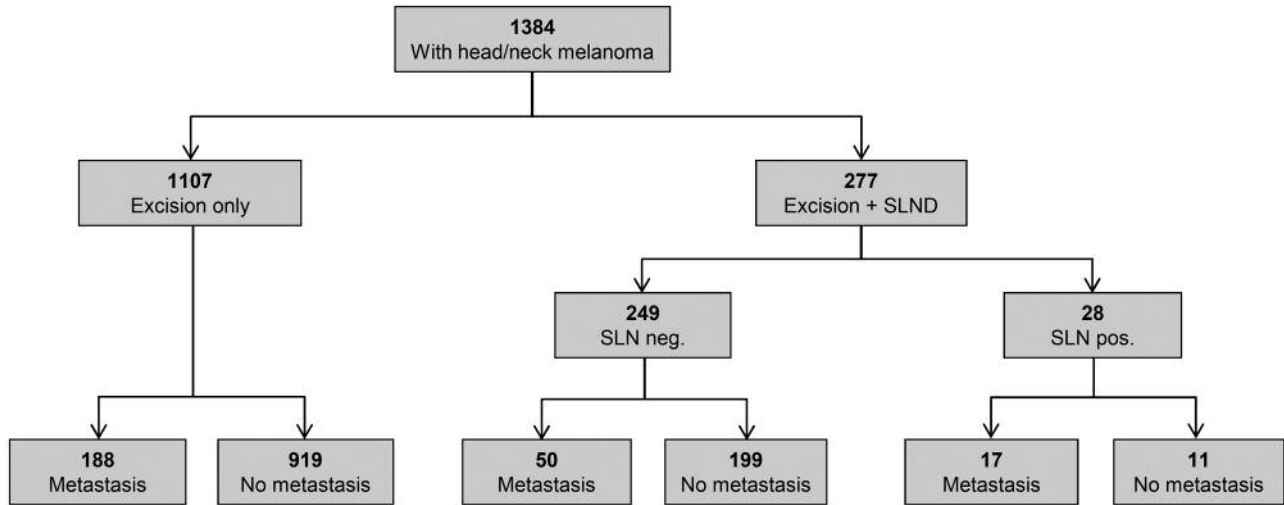 1384
With head/neck melanoma
1107
Excision only
277
Excision + SLND
249
SLN neg.
28
SLN pos.
188
Metastasis
919
No metastasis
50
Metastasis
199
No metastasis
17
Metastasis
11
No metastasis